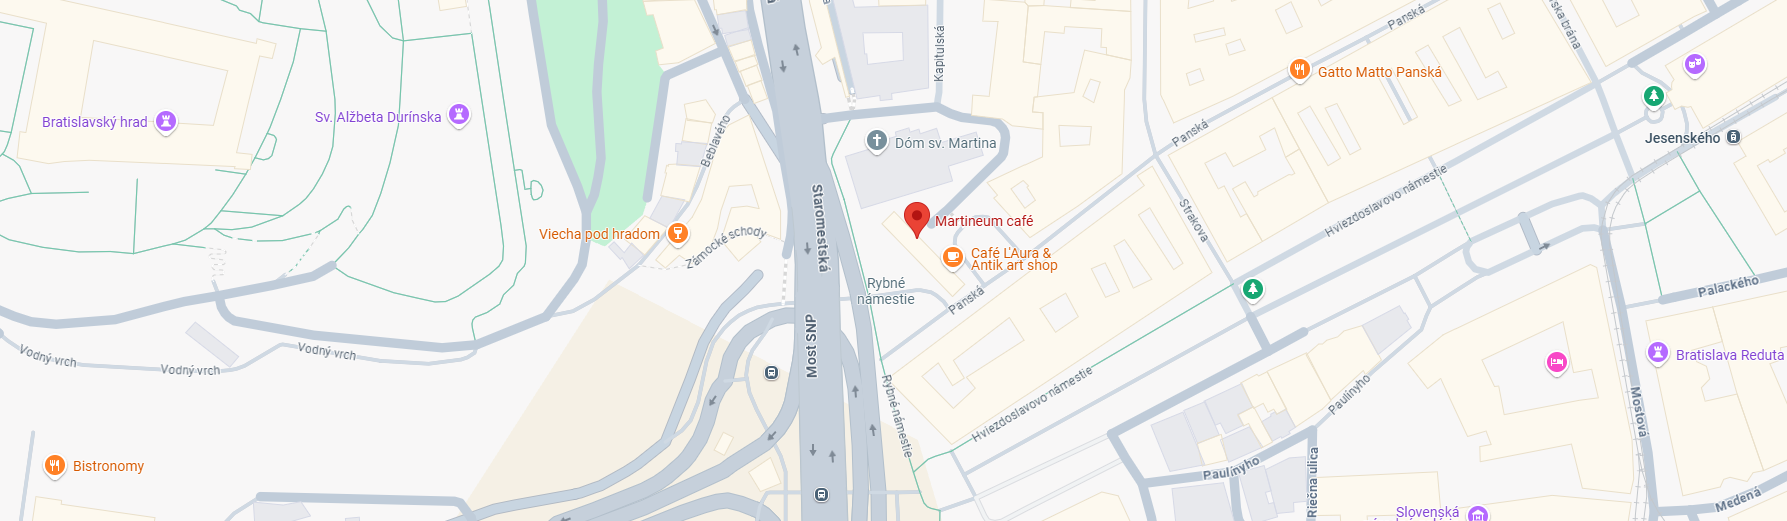 Kapitulská
Panská
Gatto Matto Panská
Bratislavský hrad
Sv. Alžbeta Durínska
Beblavého
Dóm sv. Martina
Panská
Jesenského
Staromestská
Martineum café
Strakova
Hviezdoslavovo námestie
Viecha pod hradom
Zámocké schody
Café L'Aura &
Antik art shop
Rybné
námestie
Panská
Palackého
Most SNP
Vodný vrch
Vodný vrch
Vodný vrch
Bratislava Reduta
Rybné námestie
Hviezdoslavovo námestie
Paulínyho
Mostová
Bistronomy
Paulínyho
Riečna ulica
Medená
Slovenská